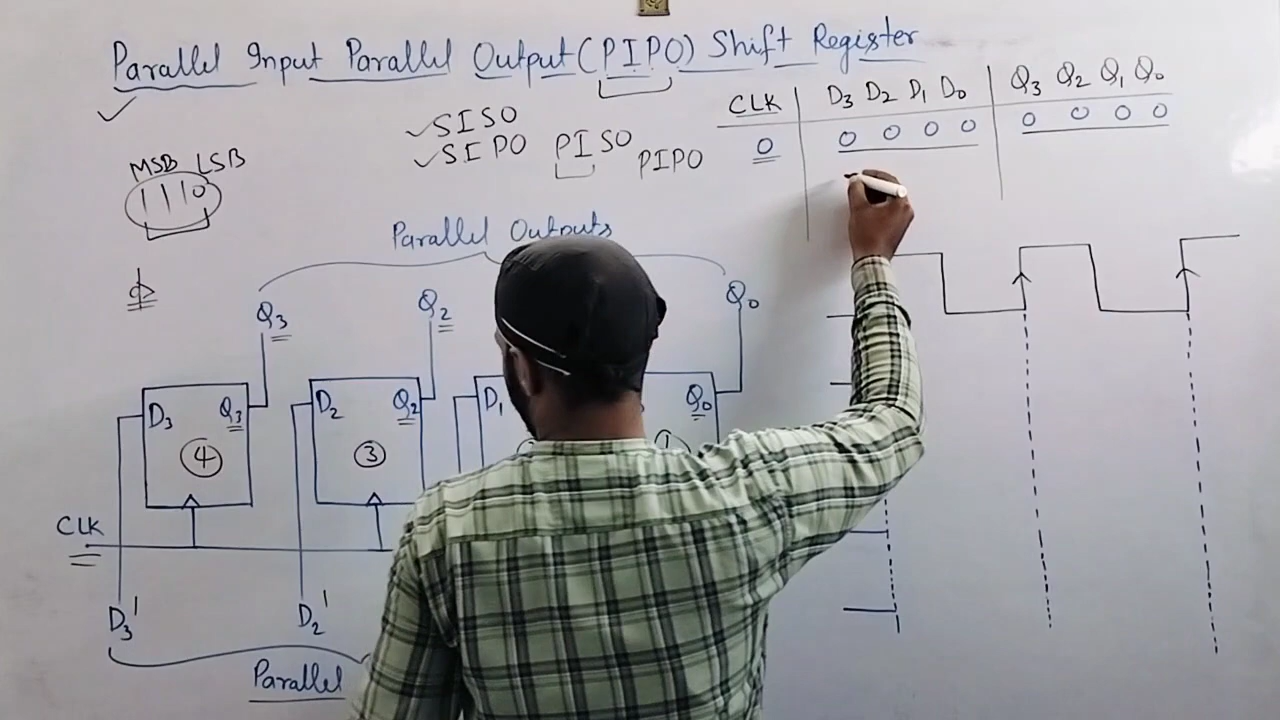 Parallel Input Parallel Output (PIPO) Shift Register
SISO
SIPO PISO PIPO
CLK D3 D2 D1 D0 Q3 Q2 Q1 Q0
0 0 0 0 0 0 0 0 0
MSB LSB
1110
Parallel Outputs
Q3 Q2 Q0
D3 Q3 D2 Q2 D1 Q0
4 3
CLK
D3' 1 D2' 1
Parallel